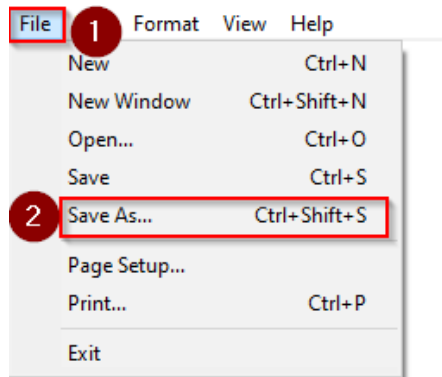 File 1 Format View Help
New Ctrl+N
New Window Ctrl+Shift+N
Open... Ctrl+O
Save Ctrl+S
2 Save As... Ctrl+Shift+S
Page Setup...
Print... Ctrl+P
Exit